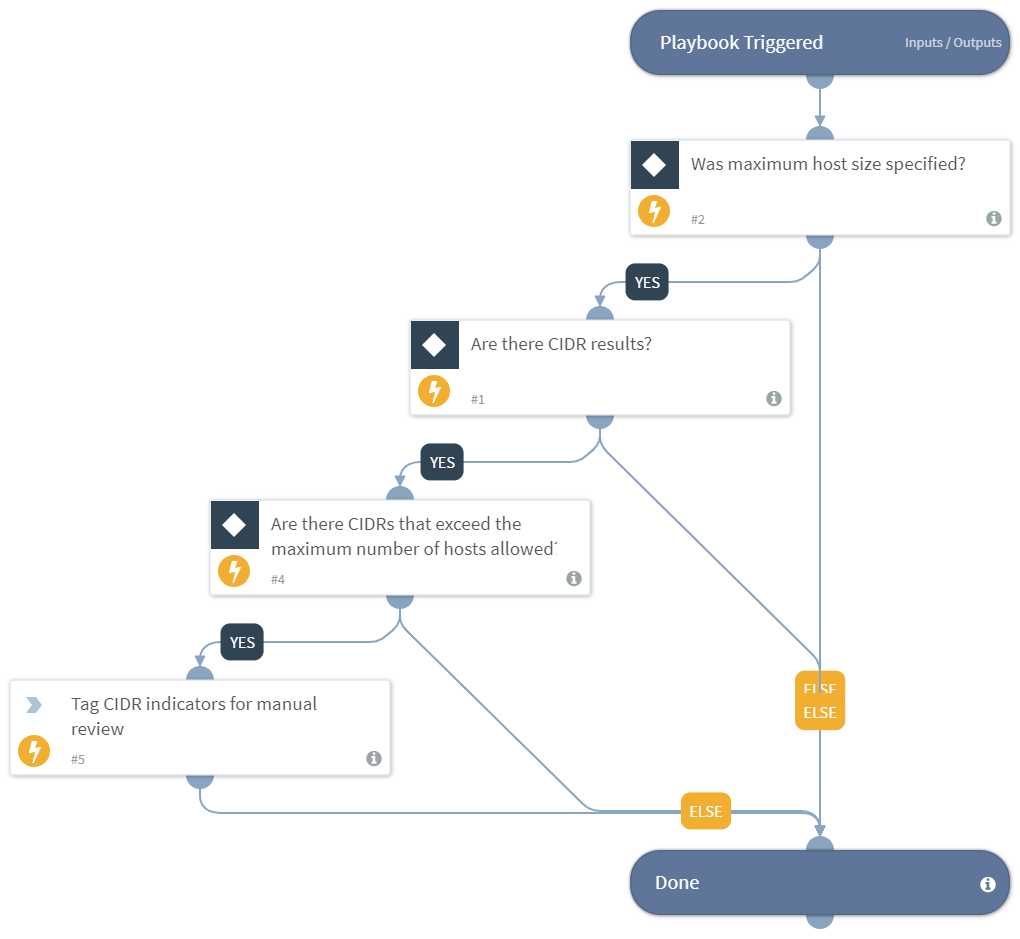 Playbook Triggered
Inputs / Outputs
Was maximum host size specified?
#2
YES
Are there CIDR results?
#1
YES
Are there CIDRs that exceed the
maximum number of hosts allowed?
#4
YES
Tag CIDR indicators for manual
review
#5
ELSE
ELSE
ELSE
Done